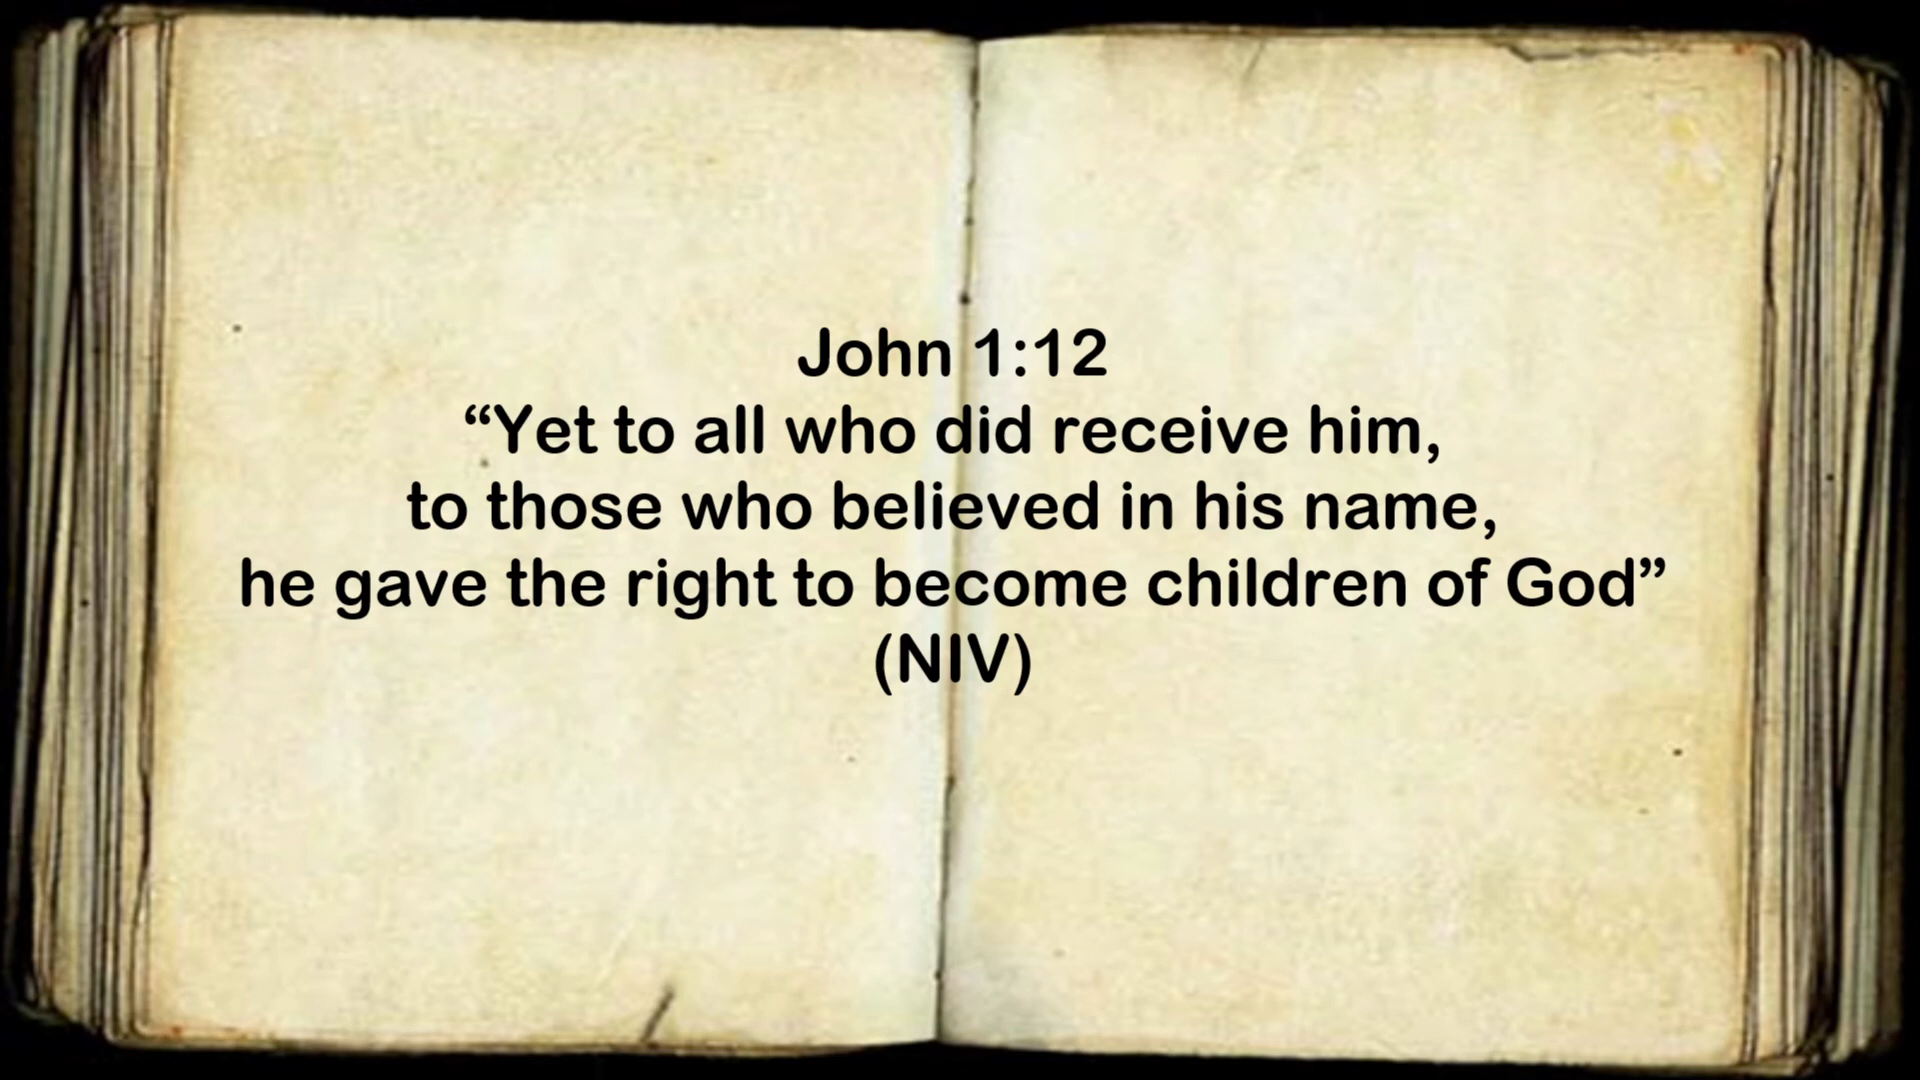 John 1:12
“Yet to all who did receive him,
to those who believed in his name,
he gave the right to become children of God”
(NIV)